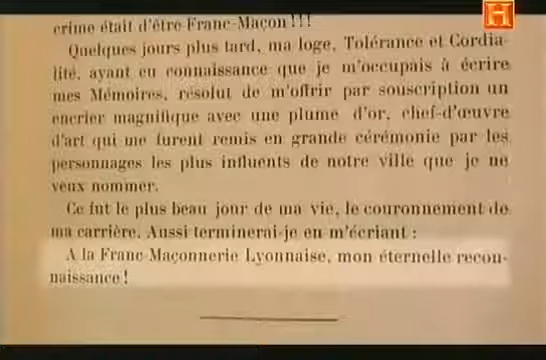 crime était d'être Franc-Maçon!!!
H
Quelques jours plus tard, ma loge, Tolérance et Cordia-
lité, ayant eu connaissance que je m'occupais à écrire
mes Mémoires, résolut de m'offrir par souscription un
encrier magnifique avec une plume d'or, chef-d'œuvre
d'art qui me furent remis en grande cérémonie par les
personnages les plus influents de notre ville que je ne
veux nommer.
Ce fut le plus beau jour de ma vie, le couronnement de
ma carrière. Aussi terminerai-je en m'écriant :
A la Franc-Maçonnerie Lyonnaise, mon éternelle recon-
naissance!